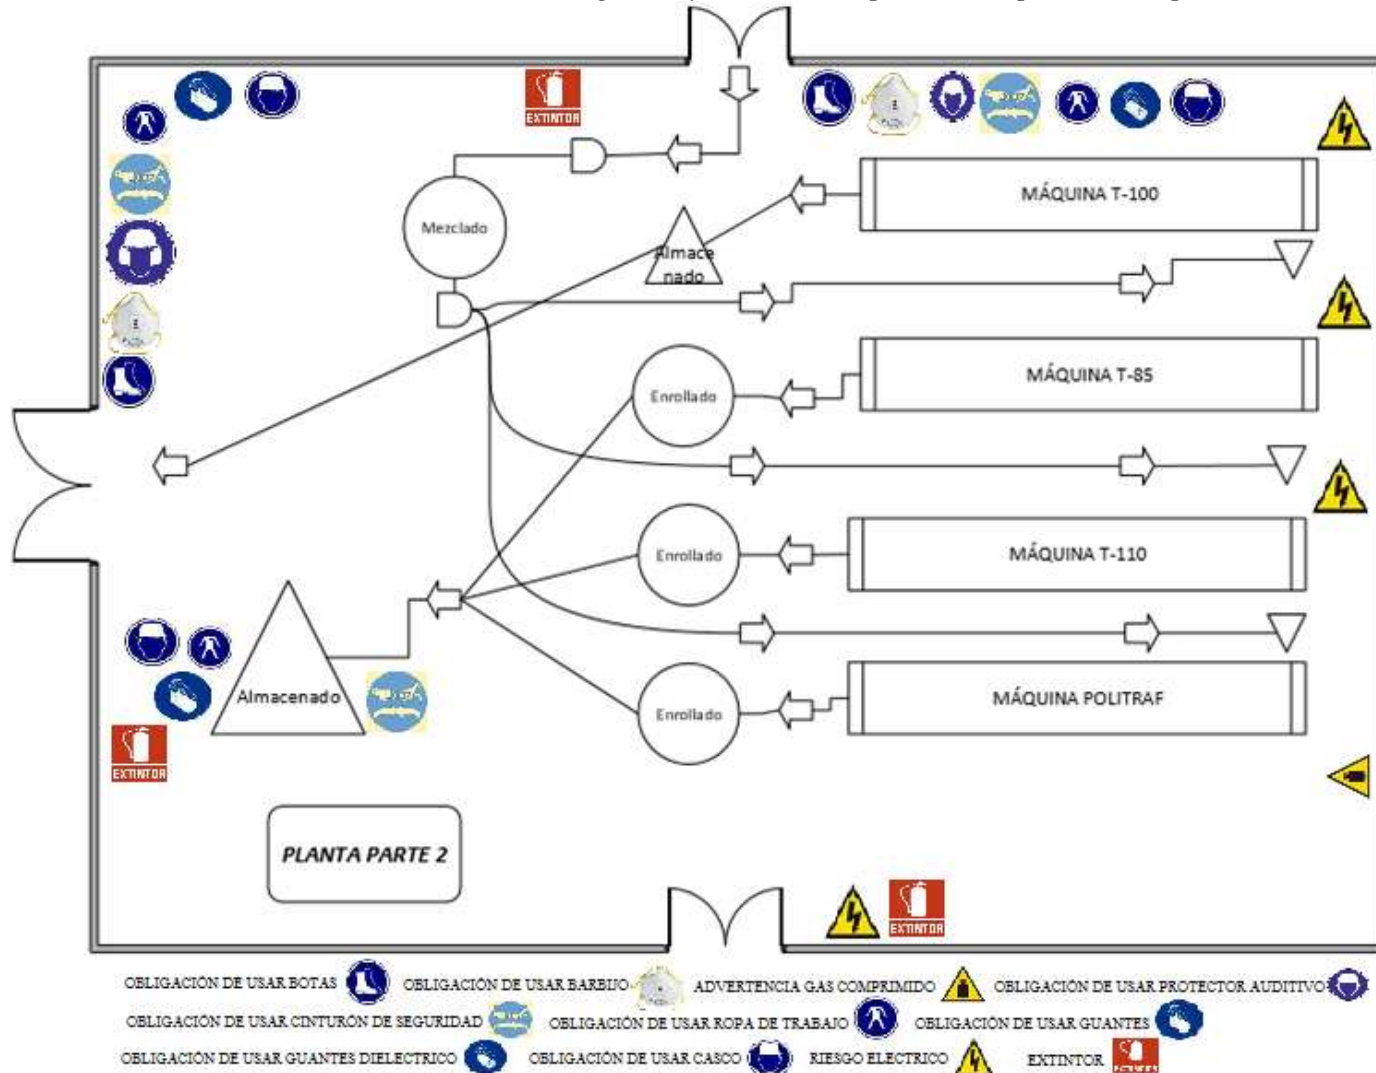 EXTINTOR
MÁQUINA T-100
Mezclado
Almace
nado
MÁQUINA T-85
Enrollado
Enrollado
MÁQUINA T-110
Enrollado
MÁQUINA POLITRAF
Almacenado
EXTINTOR
PLANTA PARTE 2
EXTINTOR
OBLIGACIÓN DE USAR BOTAS OBLIGACIÓN DE USAR BARBIJO ADVERTENCIA GAS COMPRIMIDO OBLIGACIÓN DE USAR PROTECTOR AUDITIVO
OBLIGACIÓN DE USAR CINTURÓN DE SEGURIDAD OBLIGACIÓN DE USAR ROPA DE TRABAJO OBLIGACIÓN DE USAR GUANTES
OBLIGACIÓN DE USAR GUANTES DIELECTRICO OBLIGACIÓN DE USAR CASCO RIESGO ELECTRICO EXTINTOR